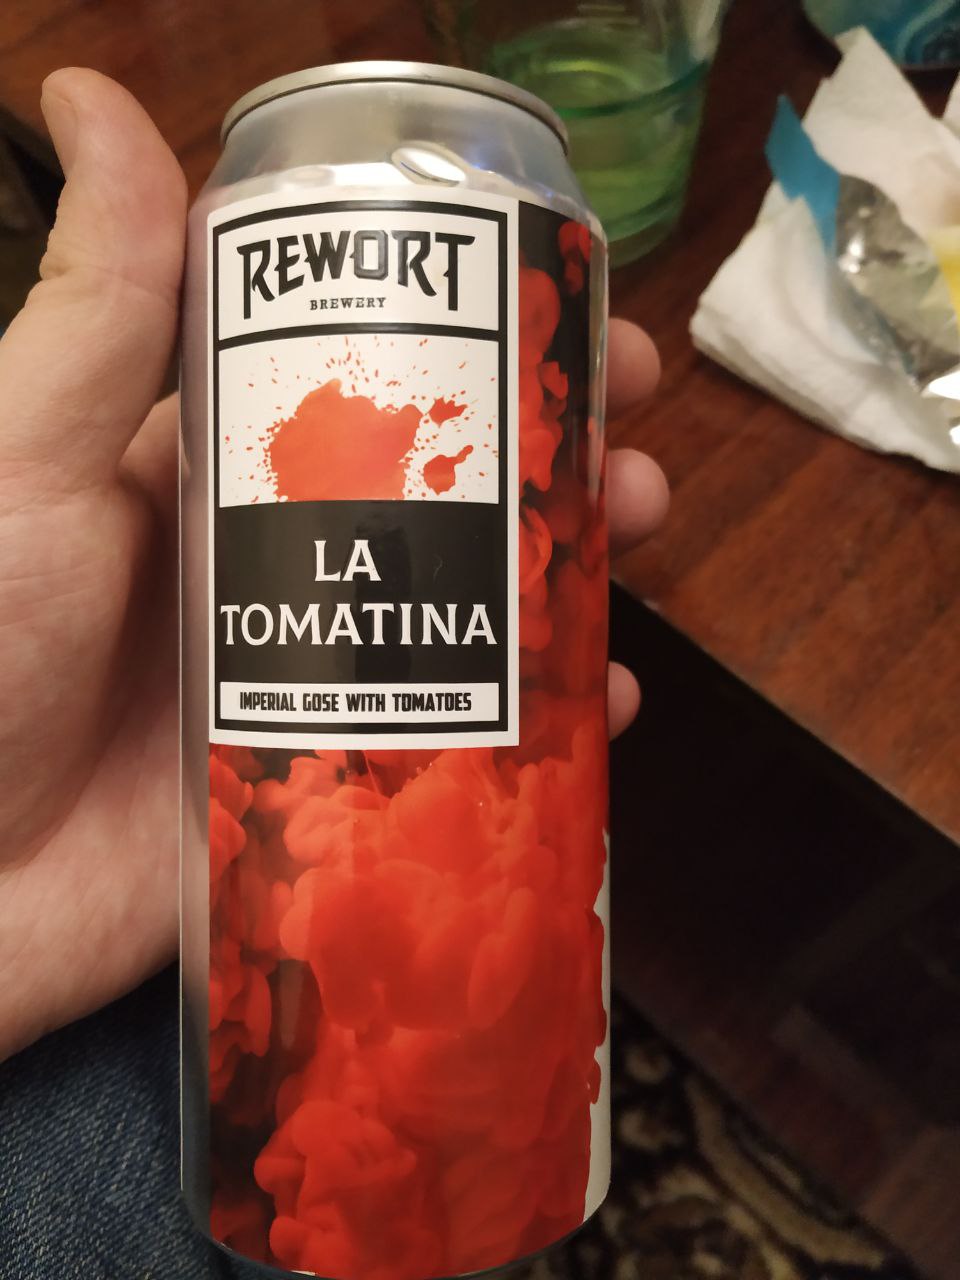 REWORT
BREWERY
LA
TOMATINA
IMPERIAL GOSE WITH TOMATOES